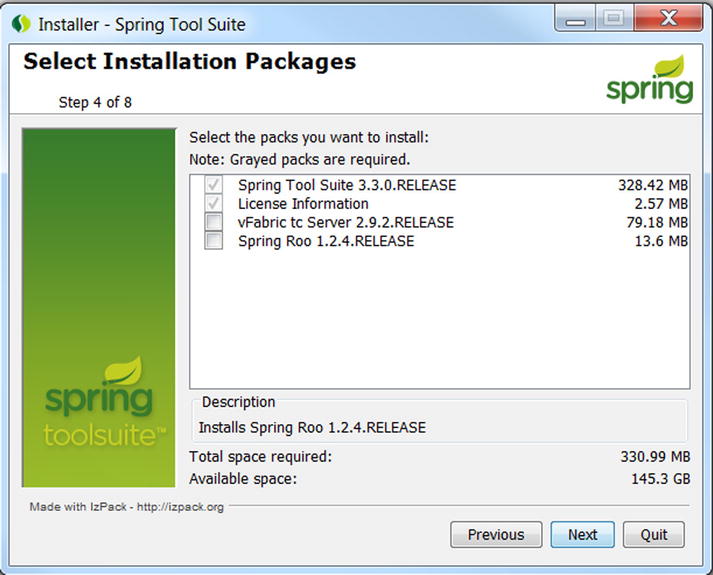 Installer - Spring Tool Suite
Select Installation Packages
Step 4 of 8
spring
Select the packs you want to install:
Note: Grayed packs are required.
Spring Tool Suite 3.3.0.RELEASE 328.42 MB
License Information 2.57 MB
vFabric tc Server 2.9.2.RELEASE 79.18 MB
Spring Roo 1.2.4.RELEASE 13.6 MB
spring
toolsuite™
Description
Installs Spring Roo 1.2.4.RELEASE
Total space required: 330.99 MB
Available space: 145.3 GB
Made with IzPack - http://izpack.org
Previous Next Quit